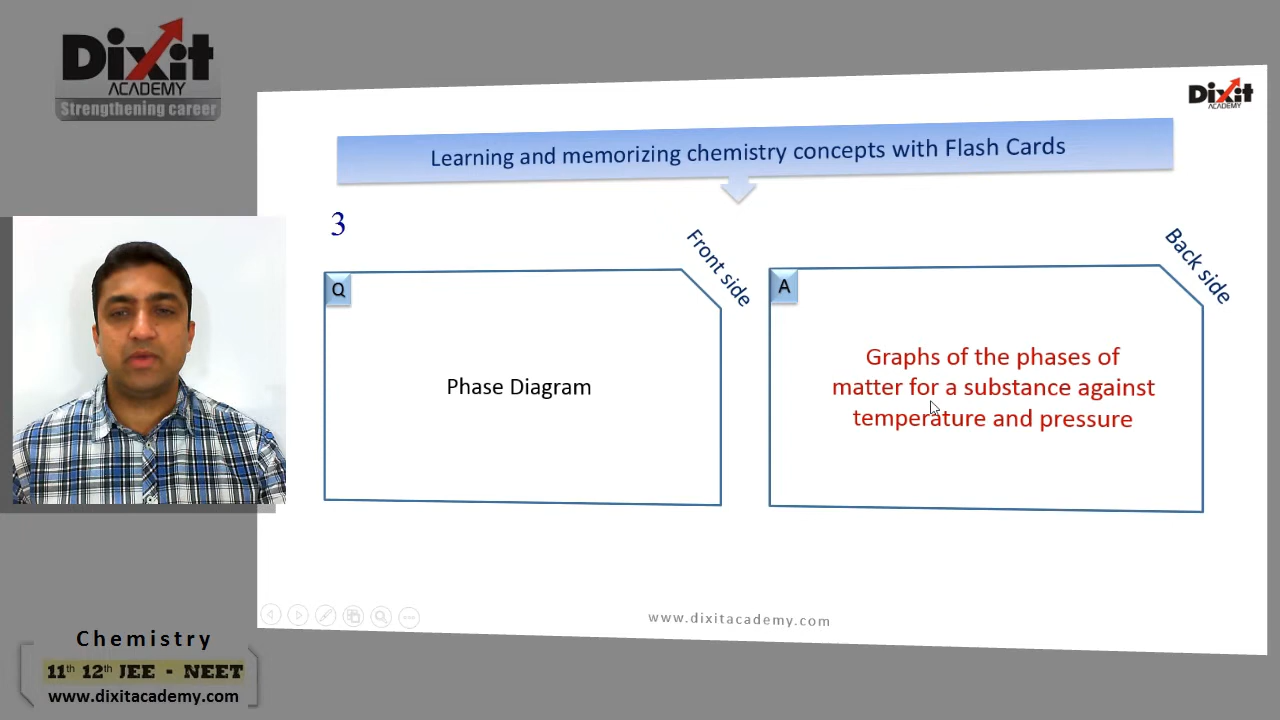 Dixit
ACADEMY
Strengthening career
Dixit
ACADEMY
Learning and memorizing chemistry concepts with Flash Cards
3
Front side
Back side
Q
Phase Diagram
A
Graphs of the phases of
matter for a substance against
temperature and pressure
www.dixitacademy.com
Chemistry
11th 12th JEE - NEET
www.dixitacademy.com